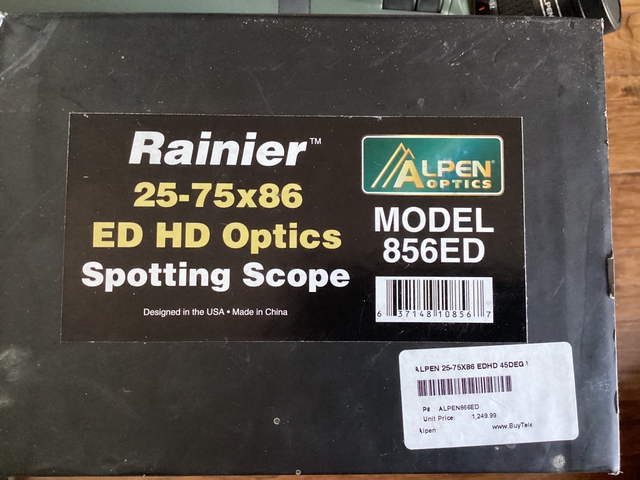 Rainier™
25-75x86
ED HD Optics
Spotting Scope
Designed in the USA • Made in China
ALPEN®
OPTICS
MODEL
856ED
6 37148 10856 7
ALPEN 25-75X86 EDHD 45DEG
P# ALPEN856ED
Unit Price: 1,249.99
Alpen www.BuyTele